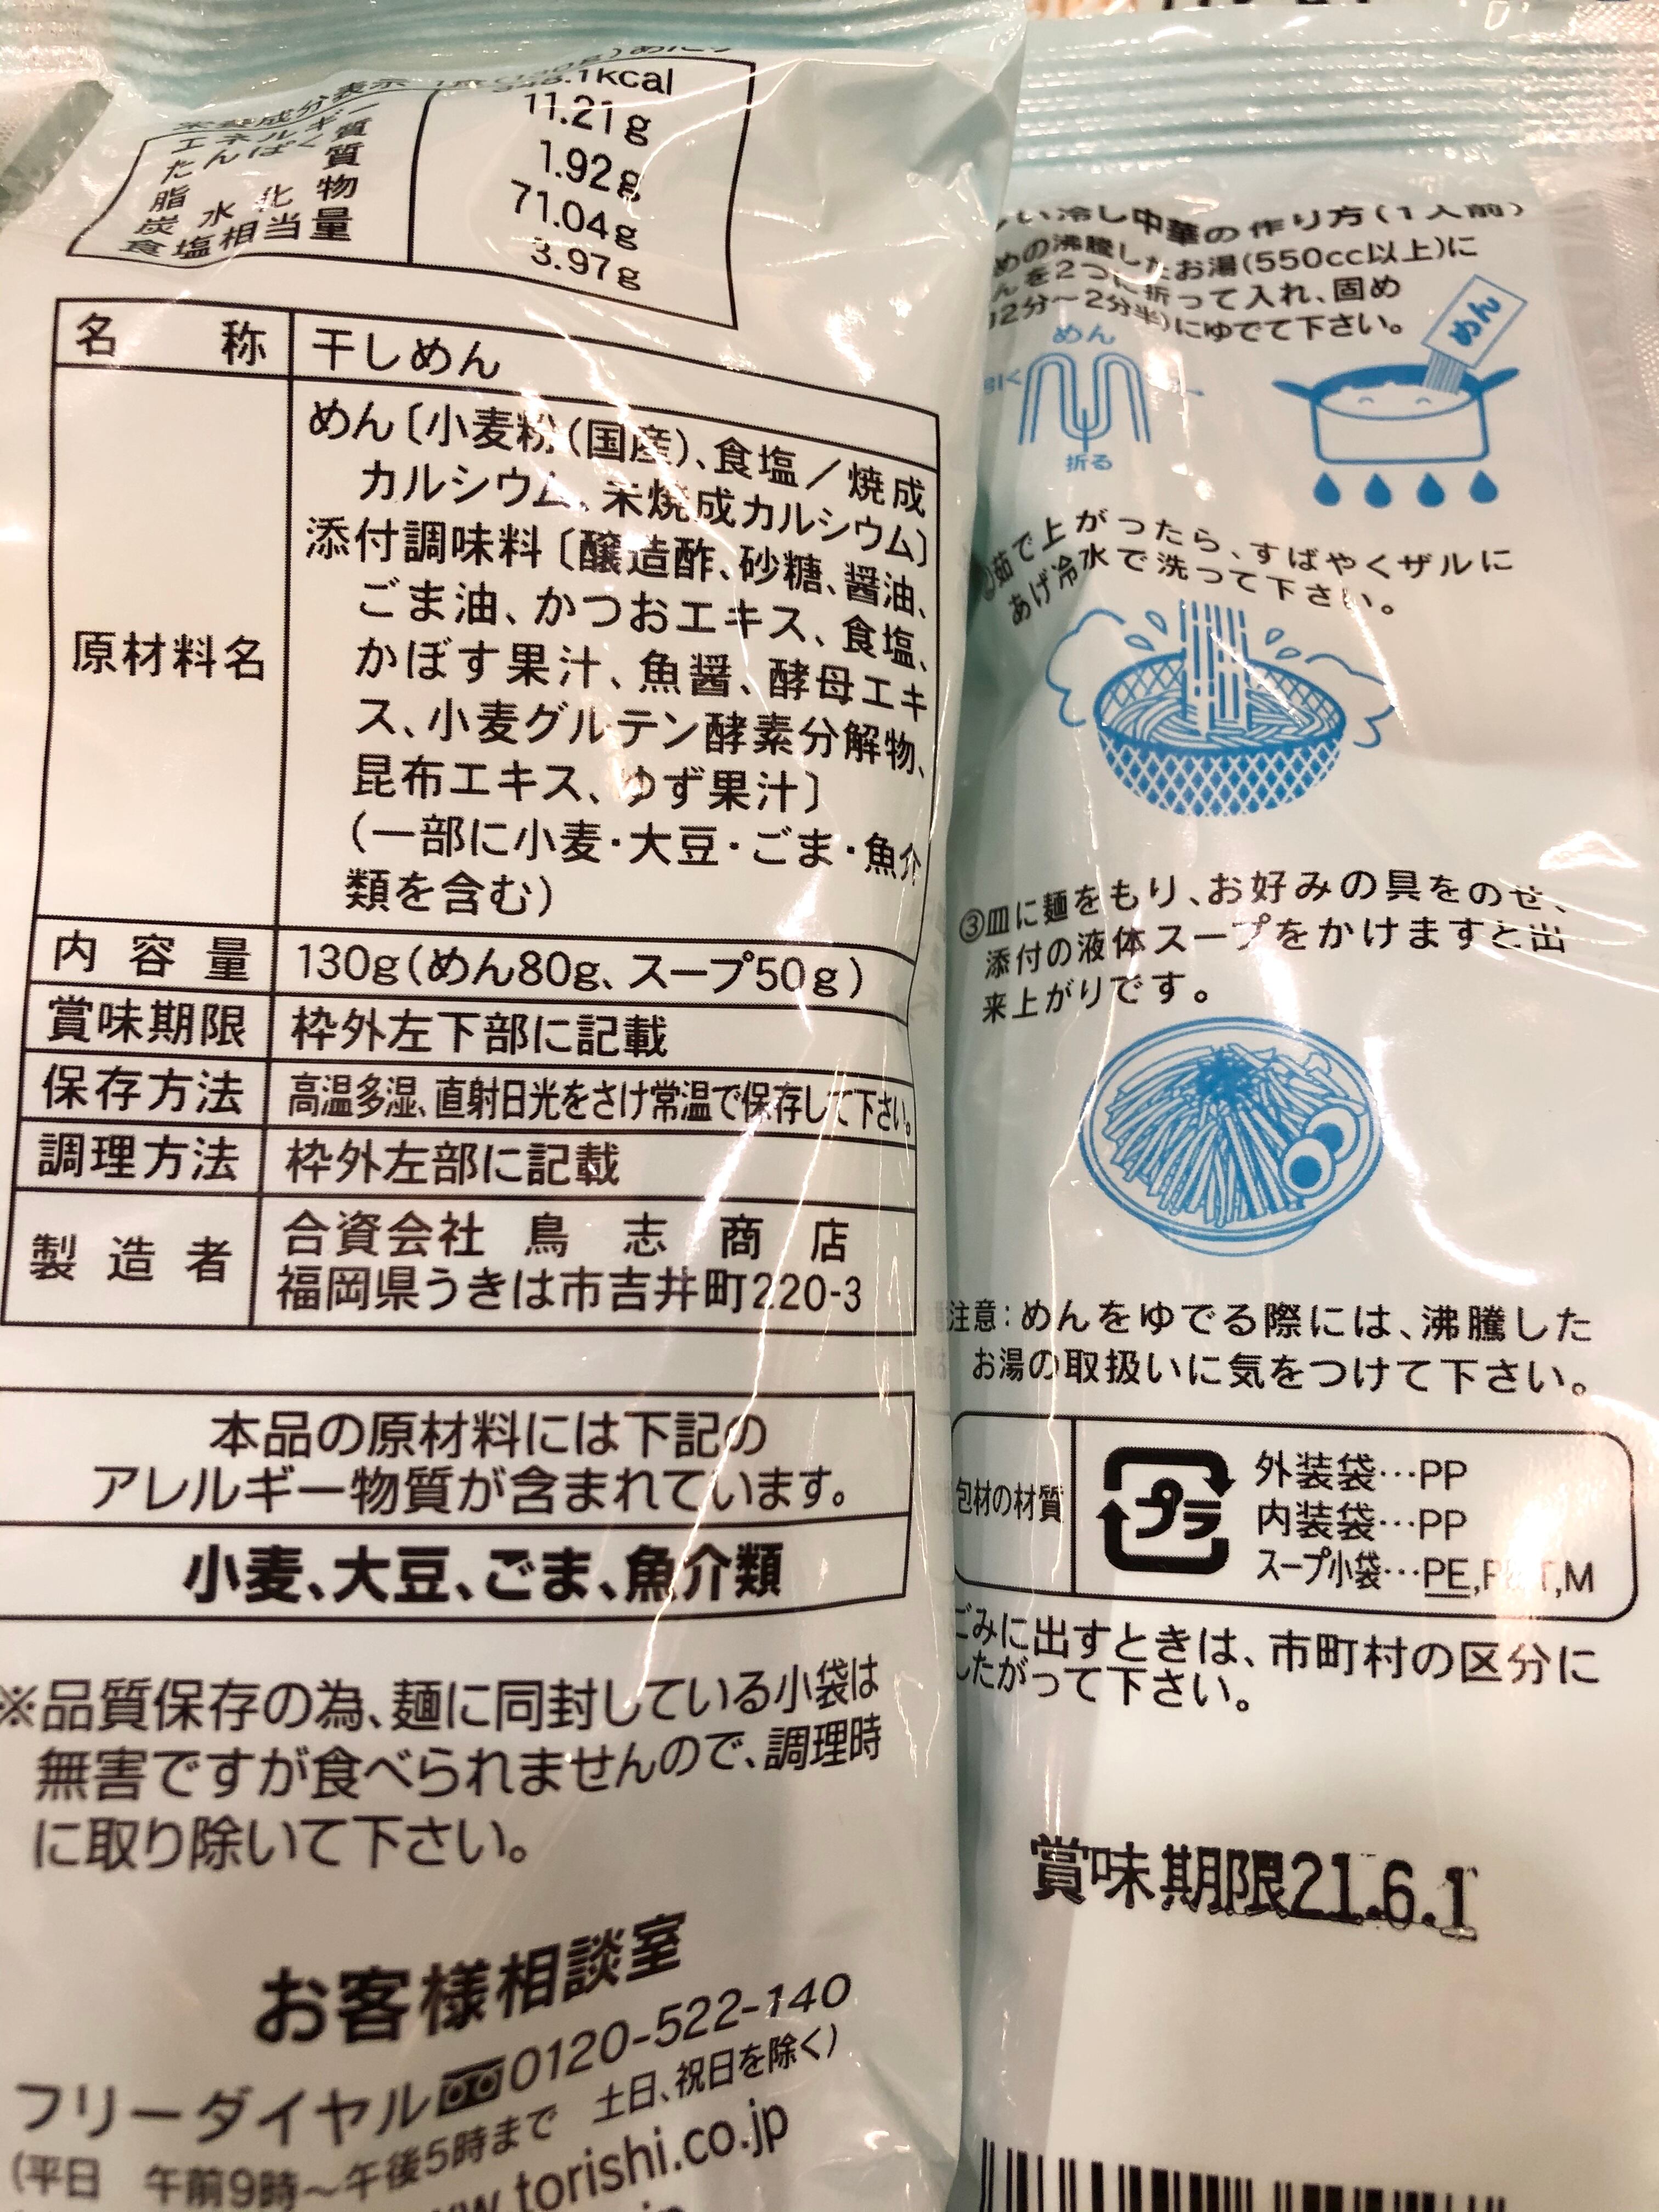 栄養成分表示
エネルギー
たんぱく質 11.21g
脂質 1.92g
炭水化物 71.04g
食塩相当量 3.97g
名称 干しめん
原材料名
めん〔小麦粉(国産)、食塩/焼成
カルシウム、未焼成カルシウム〕
添付調味料〔醸造酢、砂糖、醤油、
ごま油、かつおエキス、食塩、
かぼす果汁、魚醤、酵母エキ
ス、小麦グルテン酵素分解物、
昆布エキス、ゆず果汁〕
(一部に小麦・大豆・ごま・魚介
類を含む)
内容量 130g(めん80g、スープ50g)
賞味期限 枠外左下部に記載
保存方法 高温多湿、直射日光をさけ常温で保存して下さい。
調理方法 枠外左部に記載
製造者
合資会社 鳥志商店
福岡県うきは市吉井町220-3
本品の原材料には下記の
アレルギー物質が含まれています。
小麦、大豆、ごま、魚介類
※品質保存の為、麺に同封している小袋は
無害ですが食べられませんので、調理時
に取り除いて下さい。
お客様相談室
フリーダイヤル 0120-522-140
(平日 午前9時~午後5時まで 土日、祝日を除く)
torishi.co.jp
い冷し中華の作り方(1人前)
めの沸騰したお湯(550cc以上)に
んを2つに折って入れ、固め
2分~2分半)にゆでて下さい。
めん
めん
引く
折る
②茹で上がったら、すばやくザルに
あげ冷水で洗って下さい。
③皿に麺をもり、お好みの具をのせ、
添付の液体スープをかけますと出
来上がりです。
注意:めんをゆでる際には、沸騰した
お湯の取扱いに気をつけて下さい。
包材の材質
プラ
外装袋…PP
内装袋…PP
スープ小袋…PE,
,M
ごみに出すときは、市町村の区分に
したがって下さい。
賞味期限21.6.1